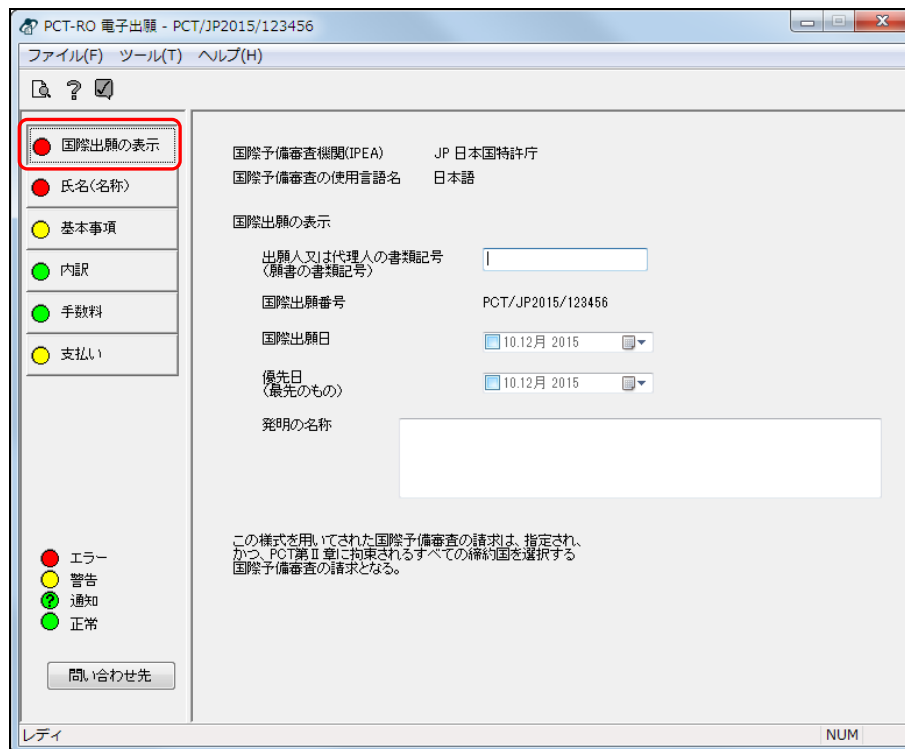 PCT-RO 電子出願 - PCT/JP2015/123456
ファイル(F) ツール(T) ヘルプ(H)
国際出願の表示
氏名(名称)
基本事項
内訳
手数料
支払い
エラー
警告
通知
正常
問い合わせ先
国際予備審査機関(IPEA) JP 日本国特許庁
国際予備審査の使用言語名 日本語
国際出願の表示
出願人又は代理人の書類記号
(願書の書類記号)
国際出願番号 PCT/JP2015/123456
国際出願日 10.12月 2015
優先日
(最先のもの) 10.12月 2015
発明の名称
この様式を用いてされた国際予備審査の請求は、指定され、
かつ、PCT第Ⅱ章に拘束されるすべての締約国を選択する
国際予備審査の請求となる。
レディ NUM